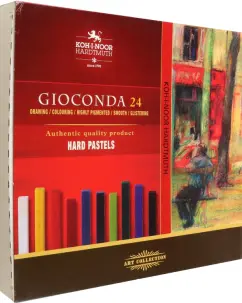 KOH-I-NOOR
HARDTMUTH
GIOCONDA 24
DRAWING / COLOURING / HIGHLY PIGMENTED / SMOOTH / GLISTERING
Authentic quality product
HARD PASTELS
KOH-I-NOOR HARDTMUTH
ART COLLECTION